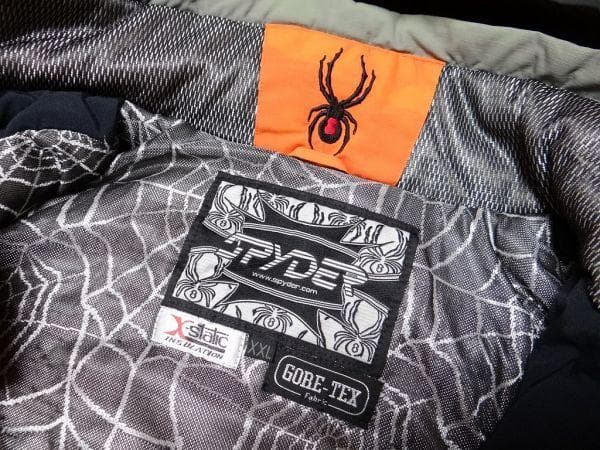 SPYDER
www.spyder.com
X-static
INSULATION
XXL
GORE-TEX
Fabric